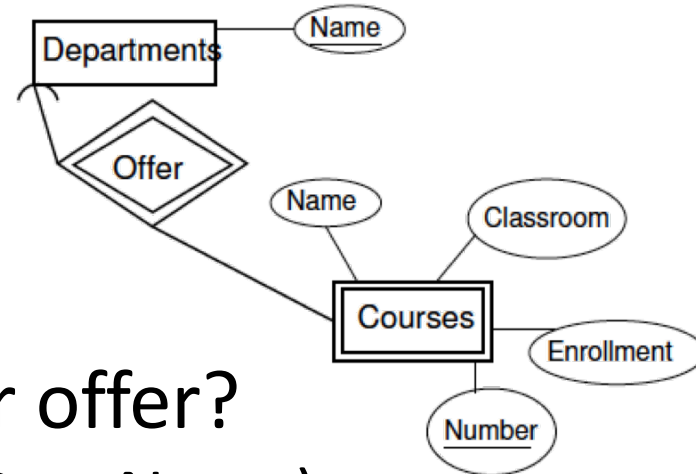 Name
Departments
Offer
Name
Classroom
Courses
Enrollment
offer?
Number